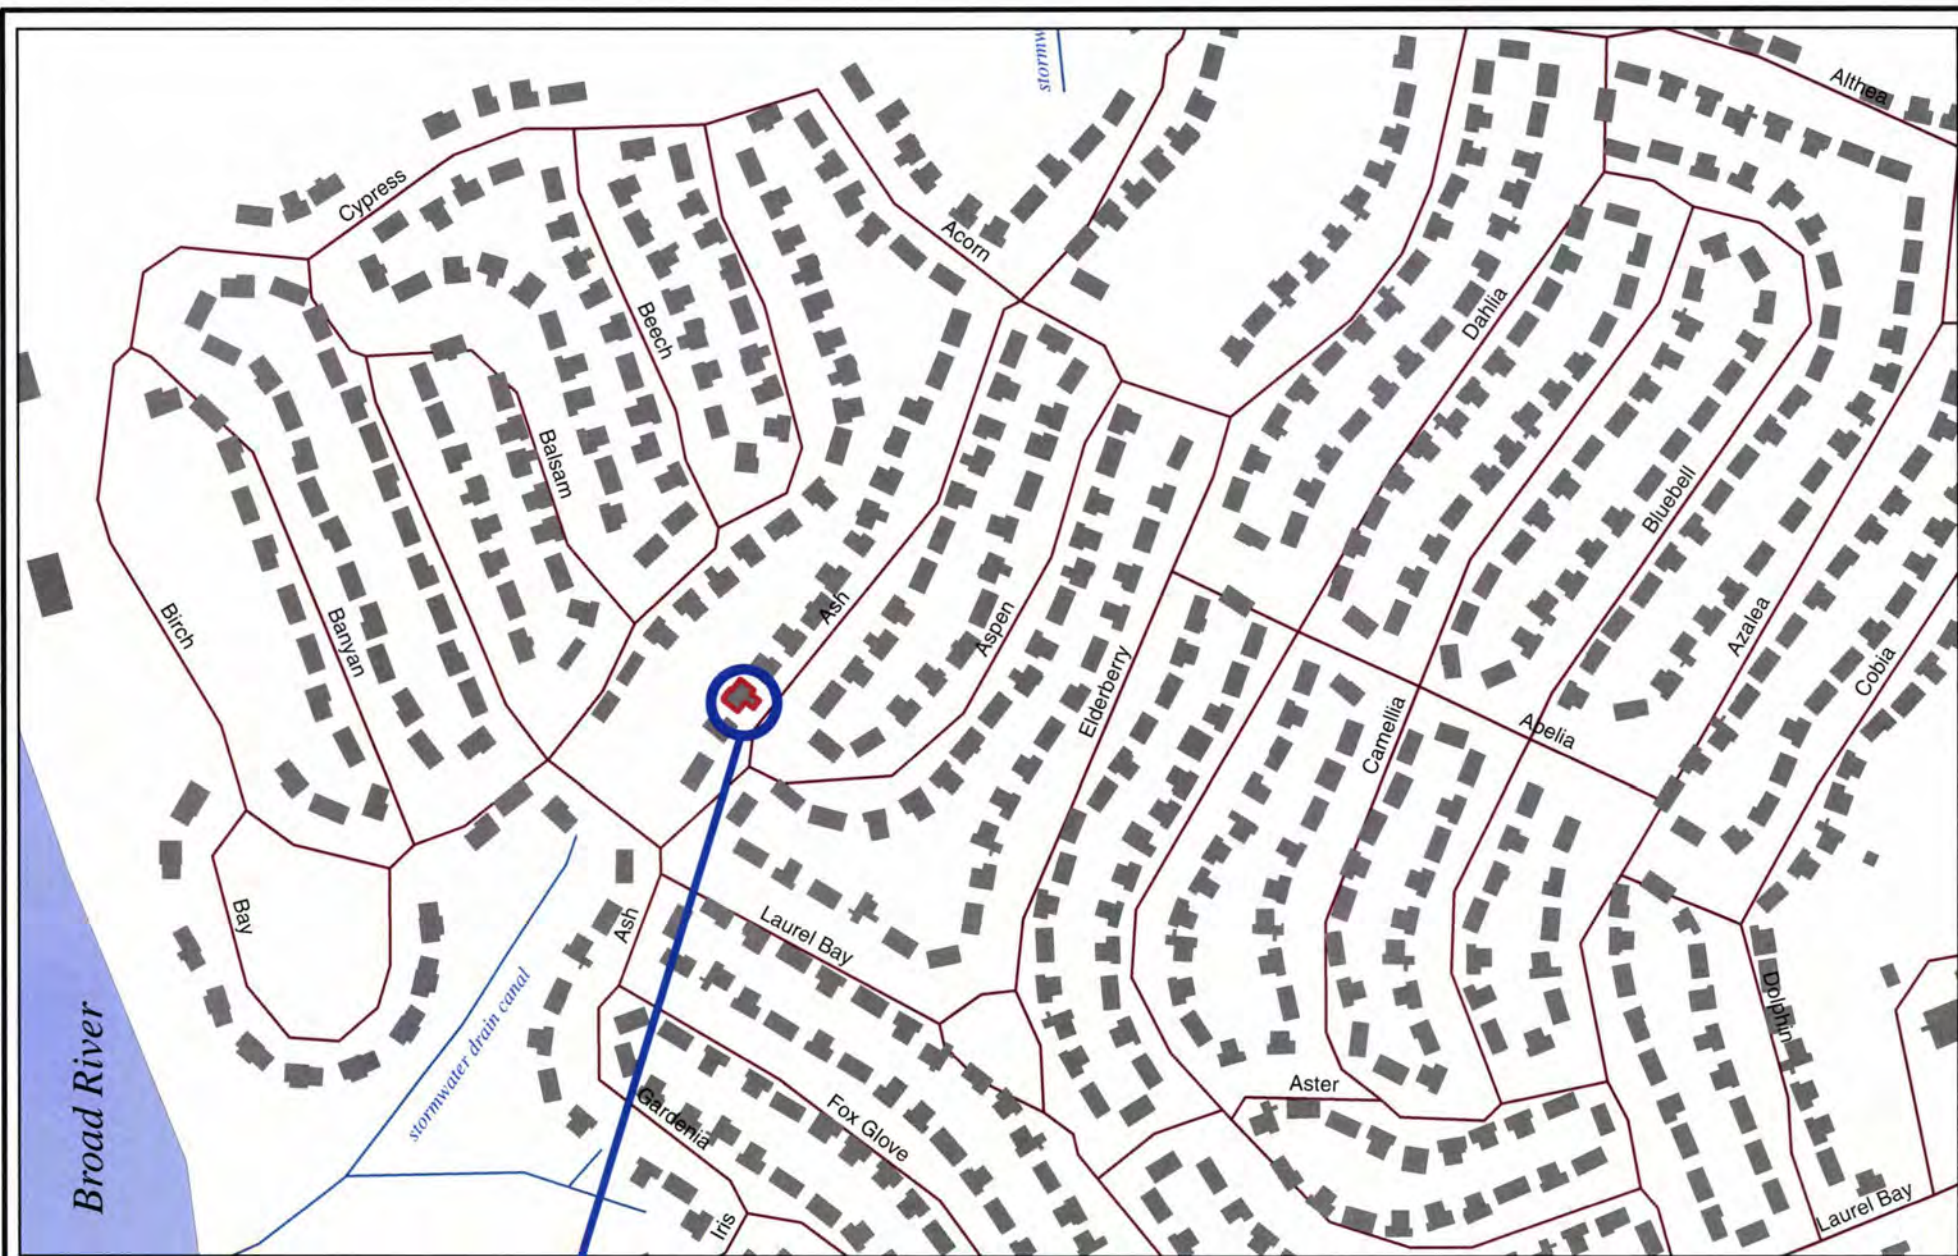 Althea
Cypress
Acorn
Dahlia
Beech
Balsam
Bluebell
Ash
Birch
Banyan
Aspen
Azalea
Elderberry
Cobia
Camellia
Abelia
Bay
Ash
Laurel Bay
Dolphin
stormwater drain canal
Broad River
Aster
Gardenia
Fox Glove
Iris
Laurel Bay